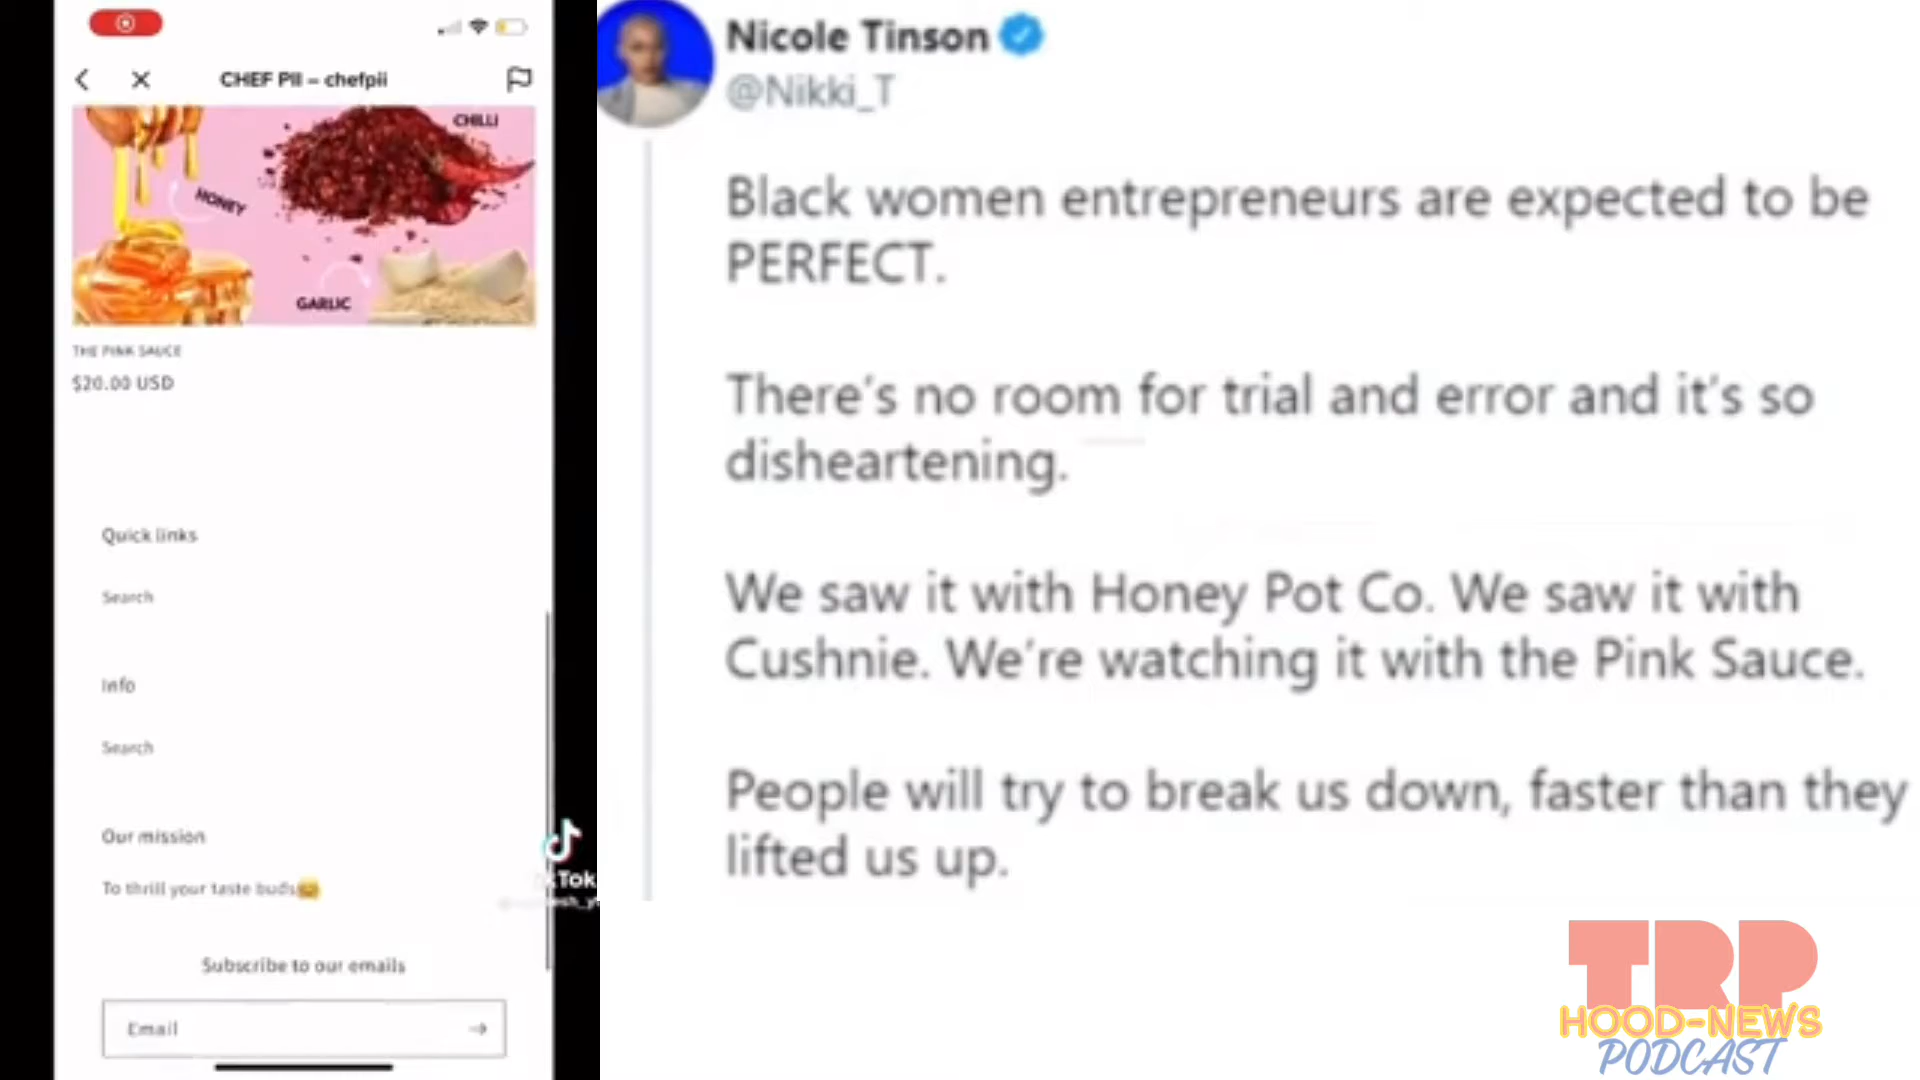 CHEF PII – chefpii
CHILLI
HONEY
GARLIC
THE PINK SAUCE
$20.00 USD
Quick links
Search
Info
Search
Our mission
To thrill your taste buds
Subscribe to our emails
Email
Tok
Nicole Tinson
@Nikki_T
Black women entrepreneurs are expected to be
PERFECT.
There's no room for trial and error and it's so
disheartening.
We saw it with Honey Pot Co. We saw it with
Cushnie. We're watching it with the Pink Sauce.
People will try to break us down, faster than they
lifted us up.
TRP
HOOD-NEWS
PODCAST